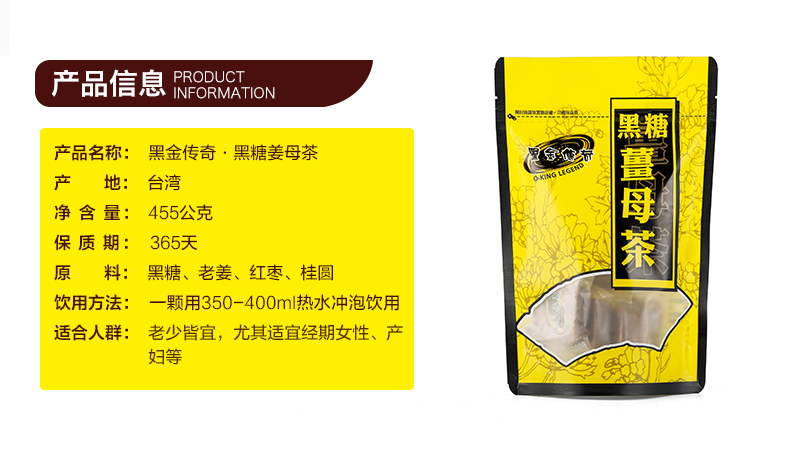 产品信息
PRODUCT
INFORMATION
产品名称： 黑金传奇·黑糖姜母茶
产 地： 台湾
净 含 量： 455公克
保 质 期： 365天
原 料： 黑糖、老姜、红枣、桂圆
饮用方法： 一颗用350-400ml热水冲泡饮用
适合人群： 老少皆宜，尤其适宜经期女性、产
妇等
黑金傳奇
O-KING LEGEND
黑糖
薑母茶